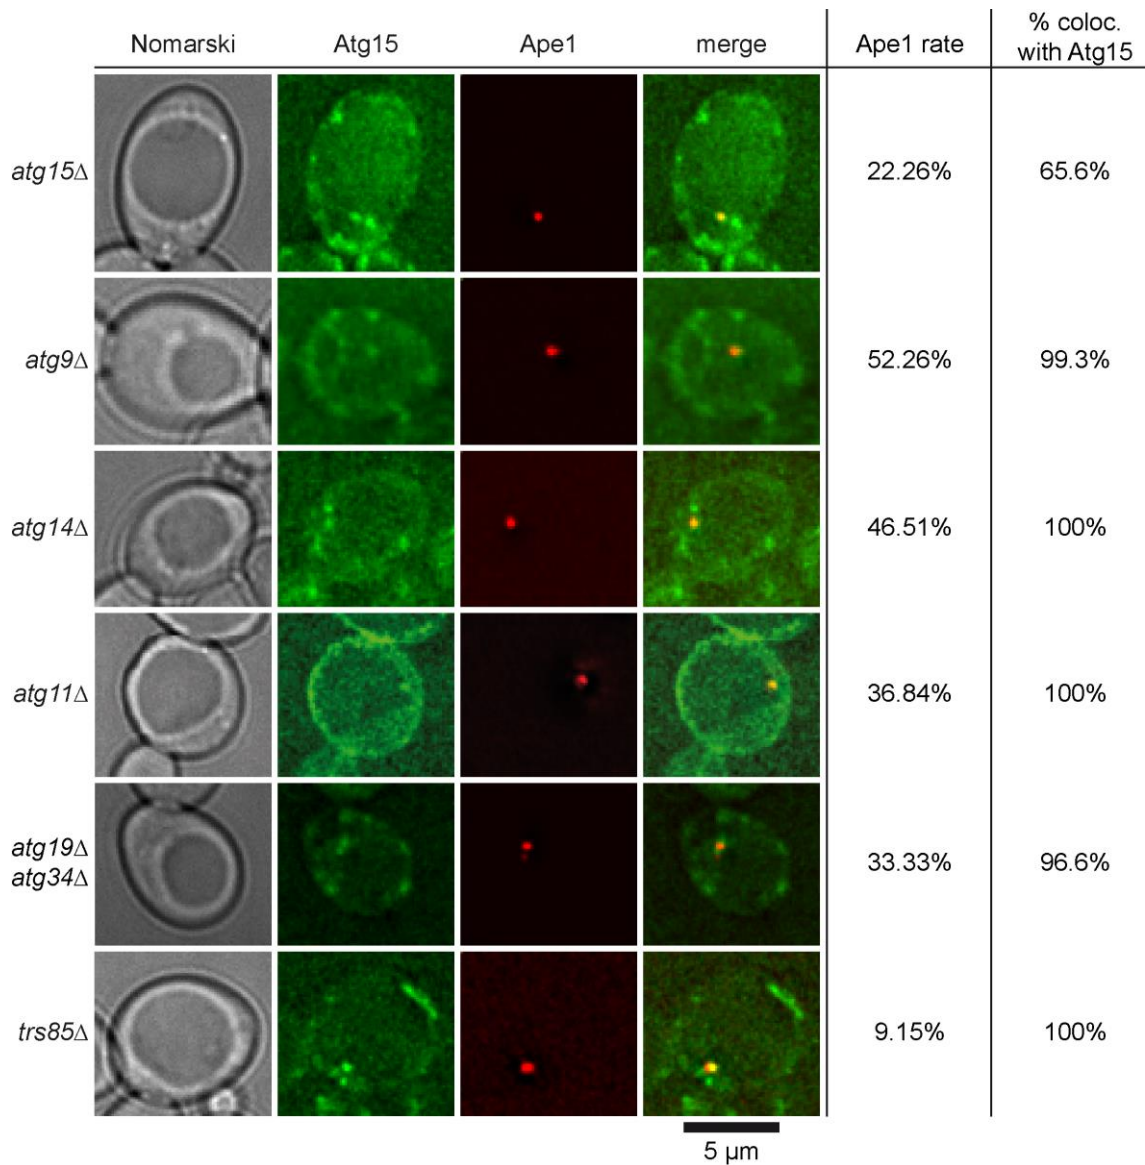 Nomarski Atg15 Ape1 merge Ape1 rate % coloc. with Atg15
atg15Δ 22.26% 65.6%
atg9Δ 52.26% 99.3%
atg14Δ 46.51% 100%
atg11Δ 36.84% 100%
atg19Δ
atg34Δ 33.33% 96.6%
trs85Δ 9.15% 100%
5 µm